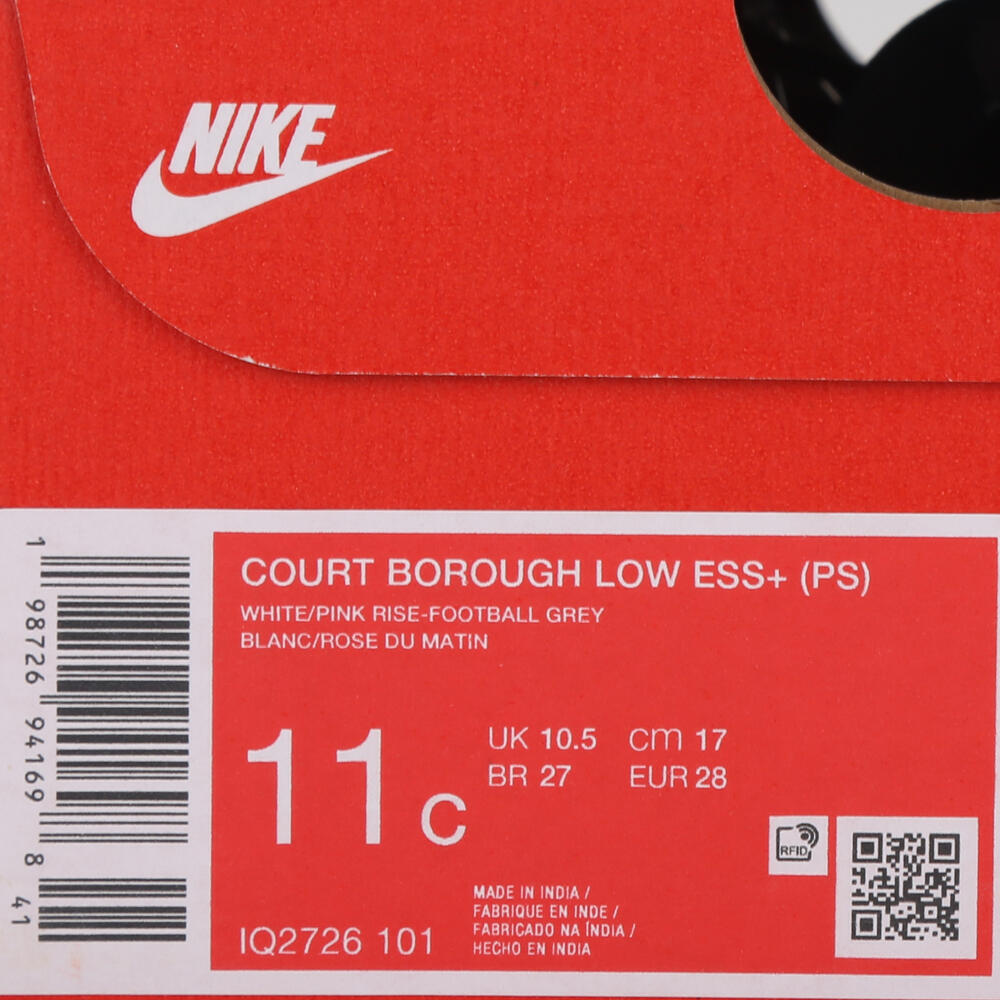 NIKE
COURT BOROUGH LOW ESS+ (PS)
WHITE/PINK RISE-FOOTBALL GREY
BLANC/ROSE DU MATIN
11 C
UK 10.5 cm 17
BR 27 EUR 28
RFID
MADE IN INDIA /
FABRIQUE EN INDE /
FABRICADO NA ÍNDIA /
HECHO EN INDIA
IQ2726 101
1 98726 94169 8 41